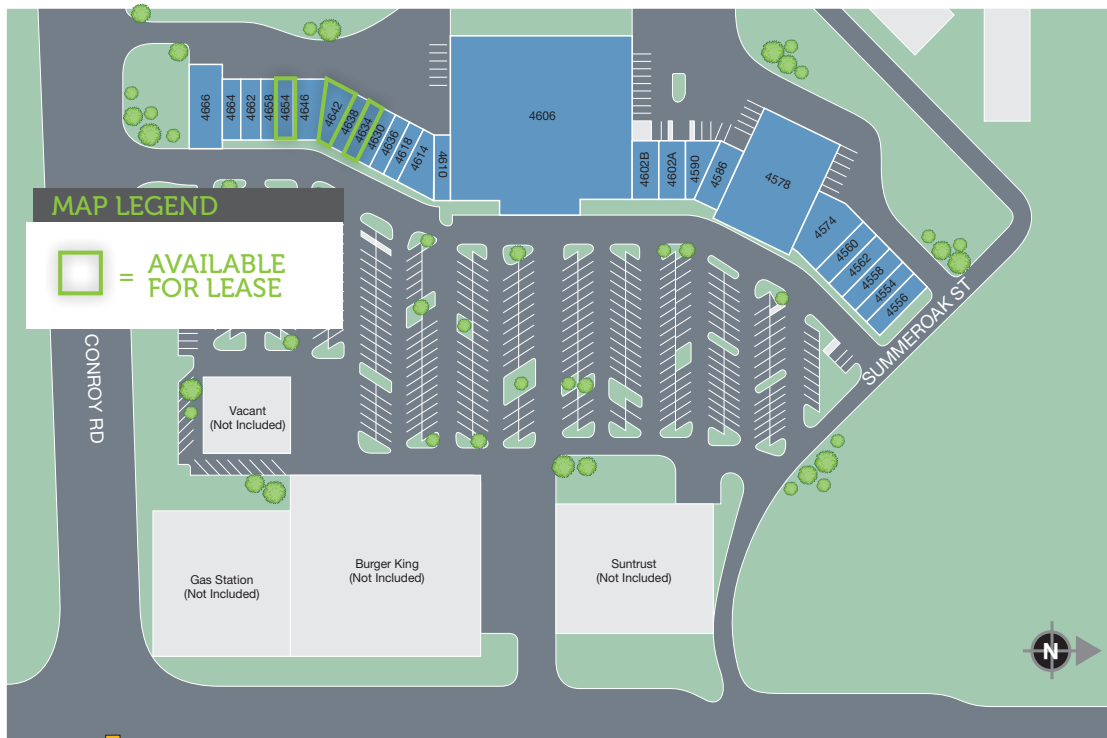 4666
4664
4662
4658
4654
4646
4642
4638
4634
4630
4636
4618
4614
4610
4606
4602B
4602A
4590
4586
4578
4574
4560
4562
4558
4554
4556
MAP LEGEND
= AVAILABLE
FOR LEASE
CONROY RD
SUMMEROAK ST
Vacant
(Not Included)
Gas Station
(Not Included)
Burger King
(Not Included)
Suntrust
(Not Included)
N